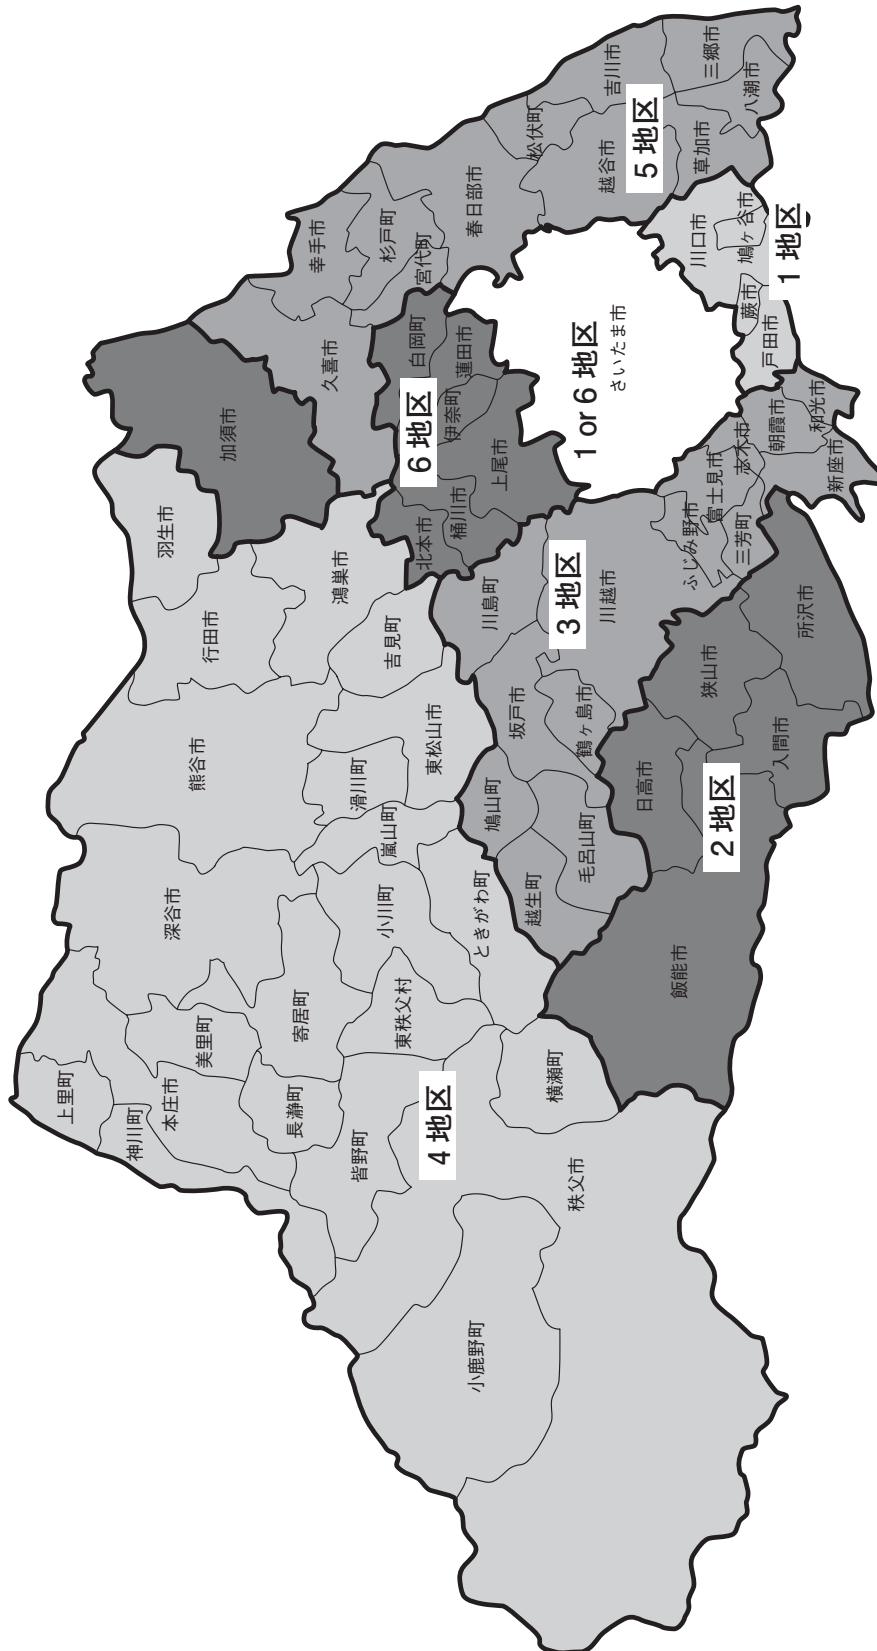 上里町
神川町
本庄市
美里町
深谷市
熊谷市
行田市
羽生市
加須市
長瀞町
寄居町
皆野町
東秩父村
小川町
嵐山町
滑川町
東松山市
吉見町
鴻巣市
久喜市
幸手市
杉戸町
宮代町
春日部市
松伏町
吉川市
三郷市
八潮市
草加市
越谷市
5 地区
白岡町
蓮田市
伊奈町
6 地区
北本市
桶川市
上尾市
4 地区
小鹿野町
秩父市
横瀬町
ときがわ町
越生町
鳩山町
毛呂山町
坂戸市
鶴ヶ島市
川島町
3 地区
川越市
ふじみ野市
富士見市
三芳町
志木市
朝霞市
和光市
新座市
1 or 6 地区
さいたま市
川口市
鳩ヶ谷市
蕨市
戸田市
1 地区
飯能市
日高市
2 地区
狭山市
入間市
所沢市